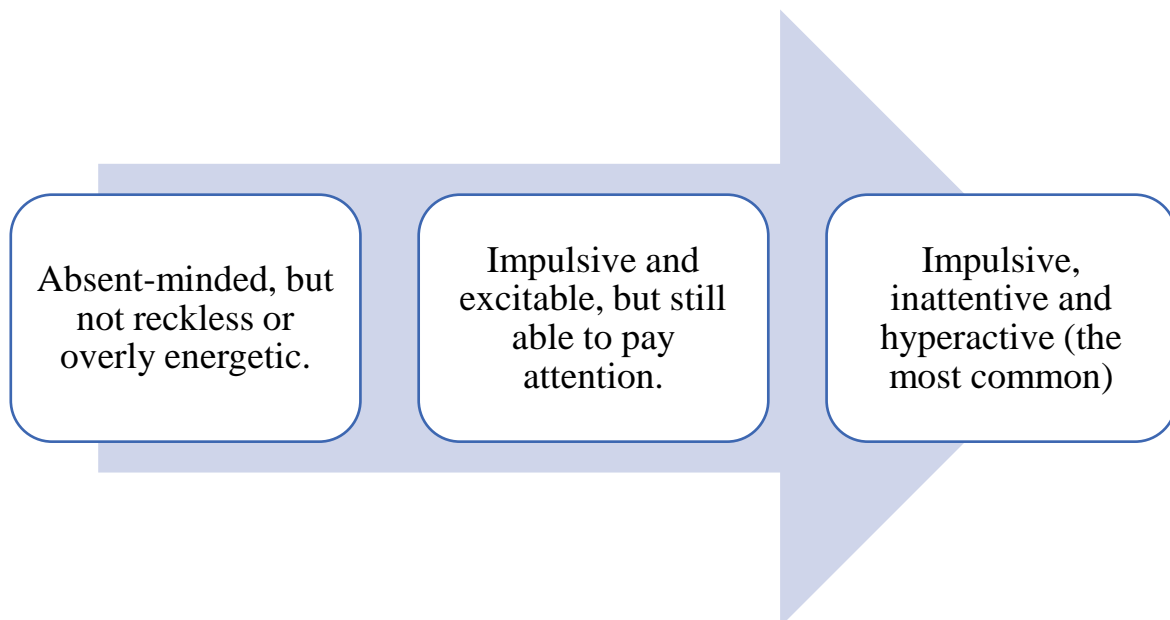 Absent-minded, but
not reckless or
overly energetic.
Impulsive and
excitable, but still
able to pay
attention.
Impulsive,
inattentive and
hyperactive (the
most common)